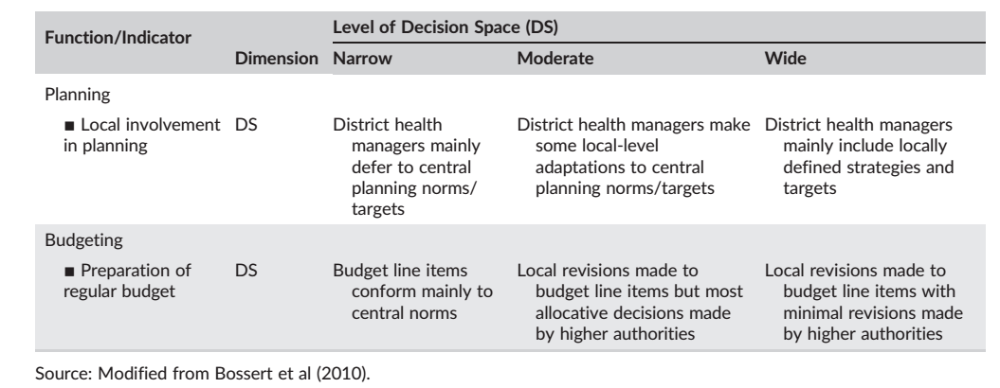 Function/Indicator
Level of Decision Space (DS)
Dimension Narrow Moderate Wide
Planning
■ Local involvement DS District health District health managers make District health managers
in planning managers mainly some local-level mainly include locally
defer to central adaptations to central defined strategies and
planning norms/ planning norms/targets targets
targets
Budgeting
■ Preparation of DS Budget line items Local revisions made to Local revisions made to
regular budget conform mainly to budget line items but most budget line items with
central norms allocative decisions made minimal revisions made
by higher authorities by higher authorities
Source: Modified from Bossert et al (2010).